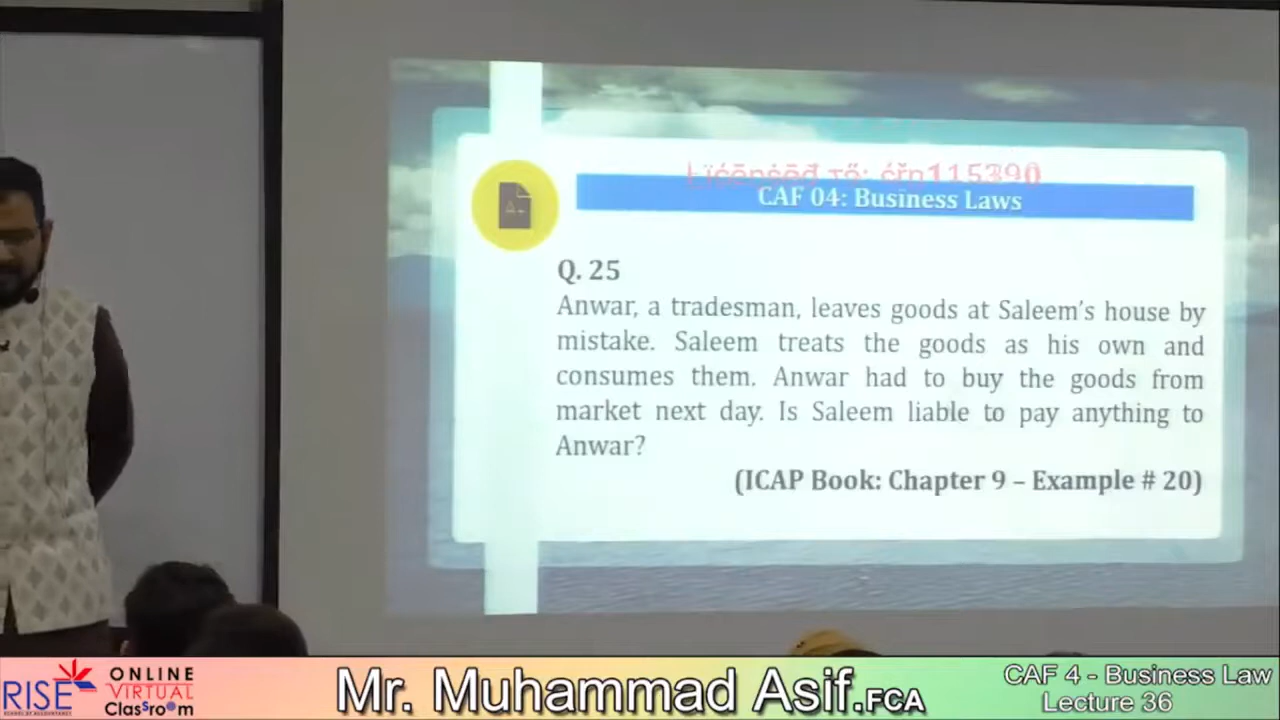 CAF 04: Business Laws
Q. 25
Anwar, a tradesman, leaves goods at Saleem's house by
mistake. Saleem treats the goods as his own and
consumes them. Anwar had to buy the goods from
market next day. Is Saleem liable to pay anything to
Anwar?
(ICAP Book: Chapter 9 – Example # 20)
RISE
ONLINE
VIRTUAL
ClasSro m
Mr. Muhammad Asif.FCA
CAF 4 - Business Law
Lecture 36